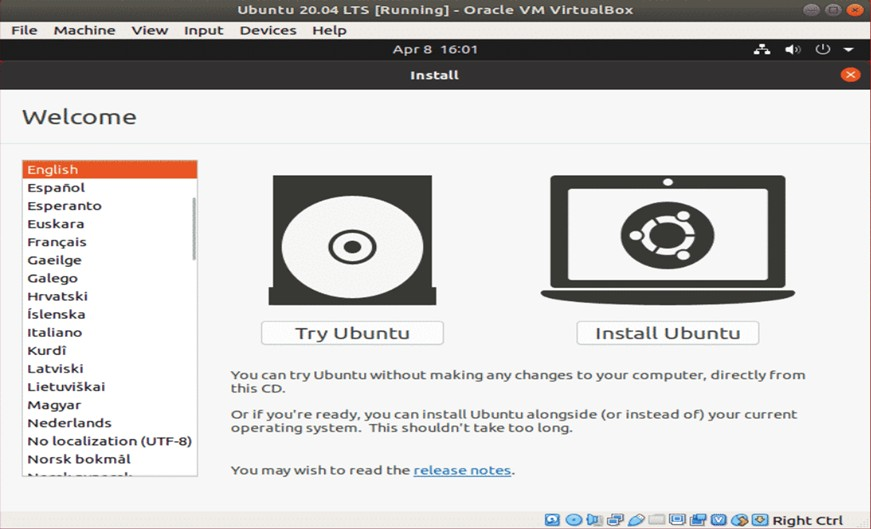 Ubuntu 20.04 LTS [Running] - Oracle VM VirtualBox
File Machine View Input Devices Help
Apr 8 16:01
Install
Welcome
English
Español
Esperanto
Euskara
Français
Gaeilge
Galego
Hrvatski
Íslenska
Italiano
Kurdî
Latviski
Lietuviškai
Magyar
Nederlands
No localization (UTF-8)
Norsk bokmål
Try Ubuntu
Install Ubuntu
You can try Ubuntu without making any changes to your computer, directly from
this CD.
Or if you're ready, you can install Ubuntu alongside (or instead of) your current
operating system. This shouldn't take too long.
You may wish to read the release notes.
Right Ctrl